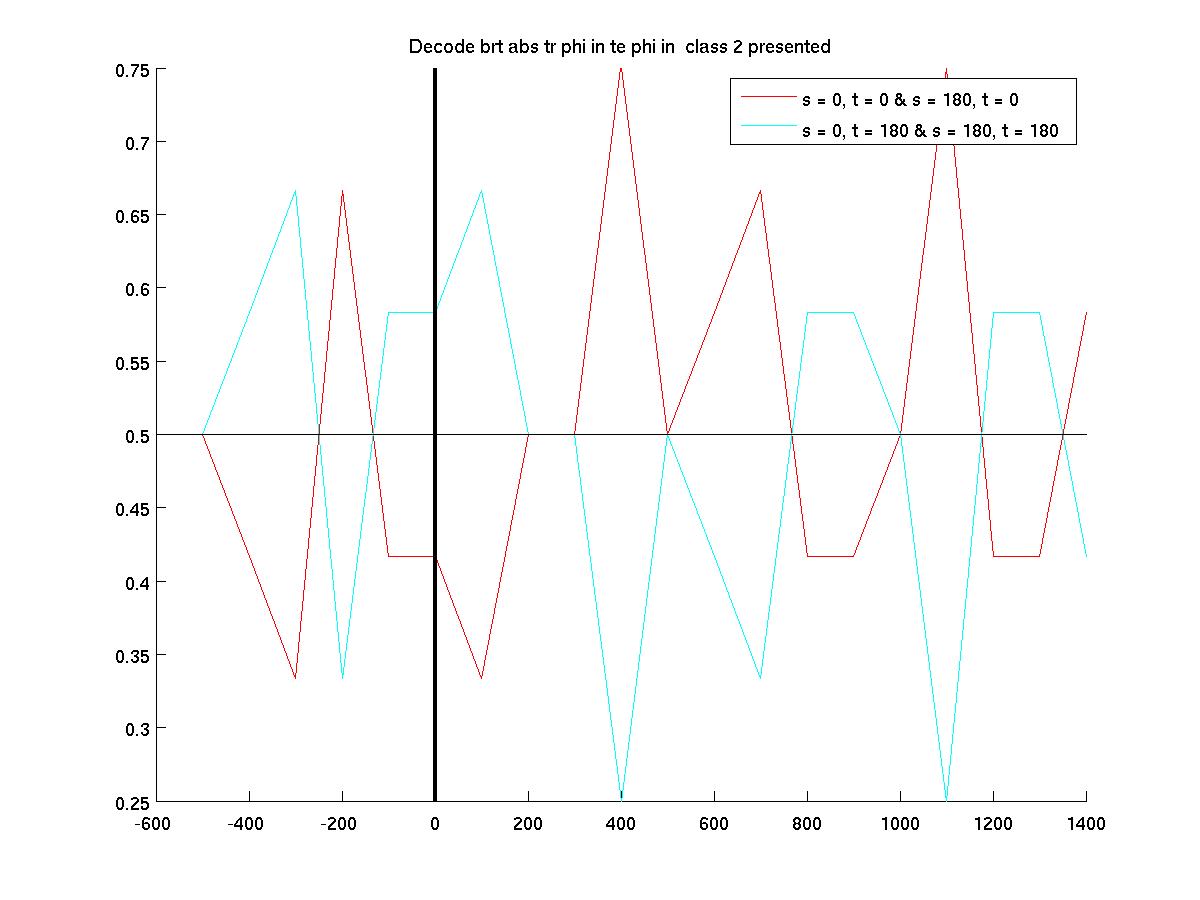 Decode brt abs tr phi in te phi in  class 2 presented
s = 0, t = 0 & s = 180, t = 0
s = 0, t = 180 & s = 180, t = 180
0.75
0.7
0.65
0.6
0.55
0.5
0.45
0.4
0.35
0.3
0.25
-600 -400 -200 0 200 400 600 800 1000 1200 1400